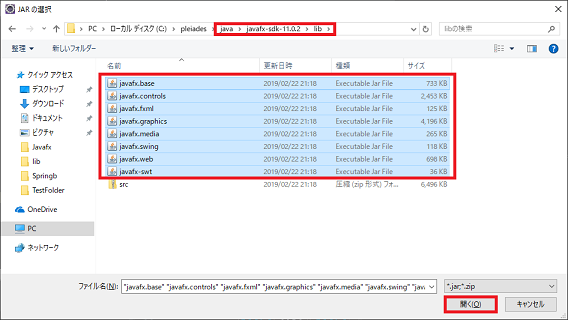 JAR の選択
PC › ローカル ディスク (C:) › pleiades › java › javafx-sdk-11.0.2 › lib ›
libの検索
整理 新しいフォルダー
名前 更新日時 種類 サイズ
クイック アクセス
デスクトップ
ダウンロード
ドキュメント
ピクチャ
Javafx
lib
Springb
TestFolder
OneDrive
PC
ネットワーク
javafx.base 2019/02/22 21:18 Executable Jar File 733 KB
javafx.controls 2019/02/22 21:18 Executable Jar File 2,453 KB
javafx.fxml 2019/02/22 21:18 Executable Jar File 125 KB
javafx.graphics 2019/02/22 21:18 Executable Jar File 4,196 KB
javafx.media 2019/02/22 21:18 Executable Jar File 265 KB
javafx.swing 2019/02/22 21:18 Executable Jar File 118 KB
javafx.web 2019/02/22 21:18 Executable Jar File 698 KB
javafx-swt 2019/02/22 21:18 Executable Jar File 36 KB
src 2019/02/22 21:18 圧縮 (zip 形式) フォ... 6,496 KB
ファイル名(N): "javafx.base" "javafx.controls" "javafx.fxml" "javafx.graphics" "javafx.media" "javafx.swing" "java
*.jar;*.zip
開く(O) キャンセル